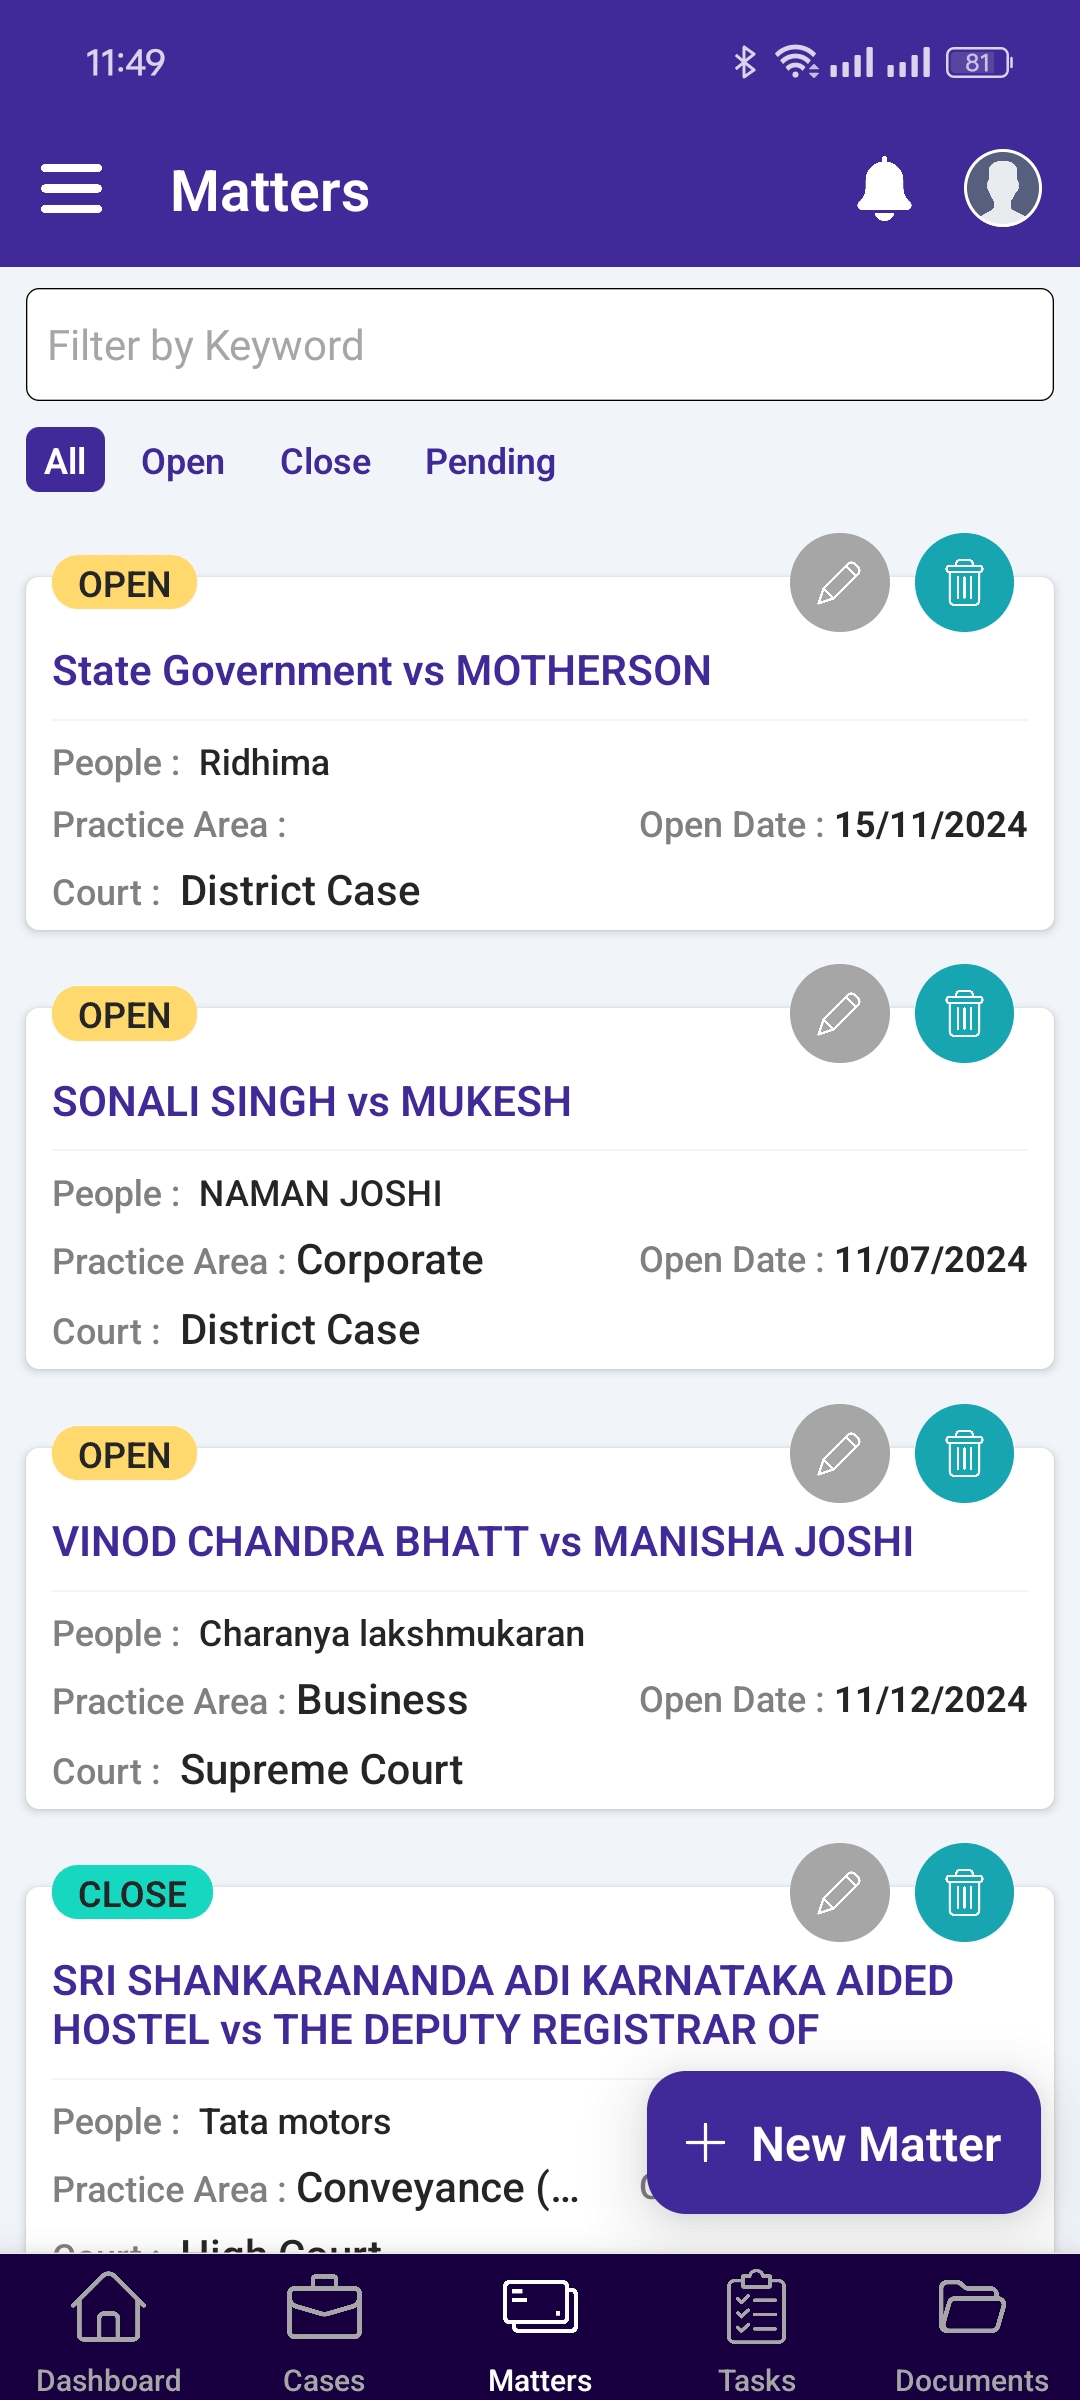 11:49
81
Matters
Filter by Keyword
All Open Close Pending
OPEN
State Government vs MOTHERSON
People : Ridhima
Practice Area : Open Date : 15/11/2024
Court : District Case
OPEN
SONALI SINGH vs MUKESH
People : NAMAN JOSHI
Practice Area : Corporate Open Date : 11/07/2024
Court : District Case
OPEN
VINOD CHANDRA BHATT vs MANISHA JOSHI
People : Charanya lakshmukaran
Practice Area : Business Open Date : 11/12/2024
Court : Supreme Court
CLOSE
SRI SHANKARANANDA ADI KARNATAKA AIDED
HOSTEL vs THE DEPUTY REGISTRAR OF
People : Tata motors
New Matter
Practice Area : Conveyance (...
Court : High Court
Dashboard Cases Matters Tasks Documents